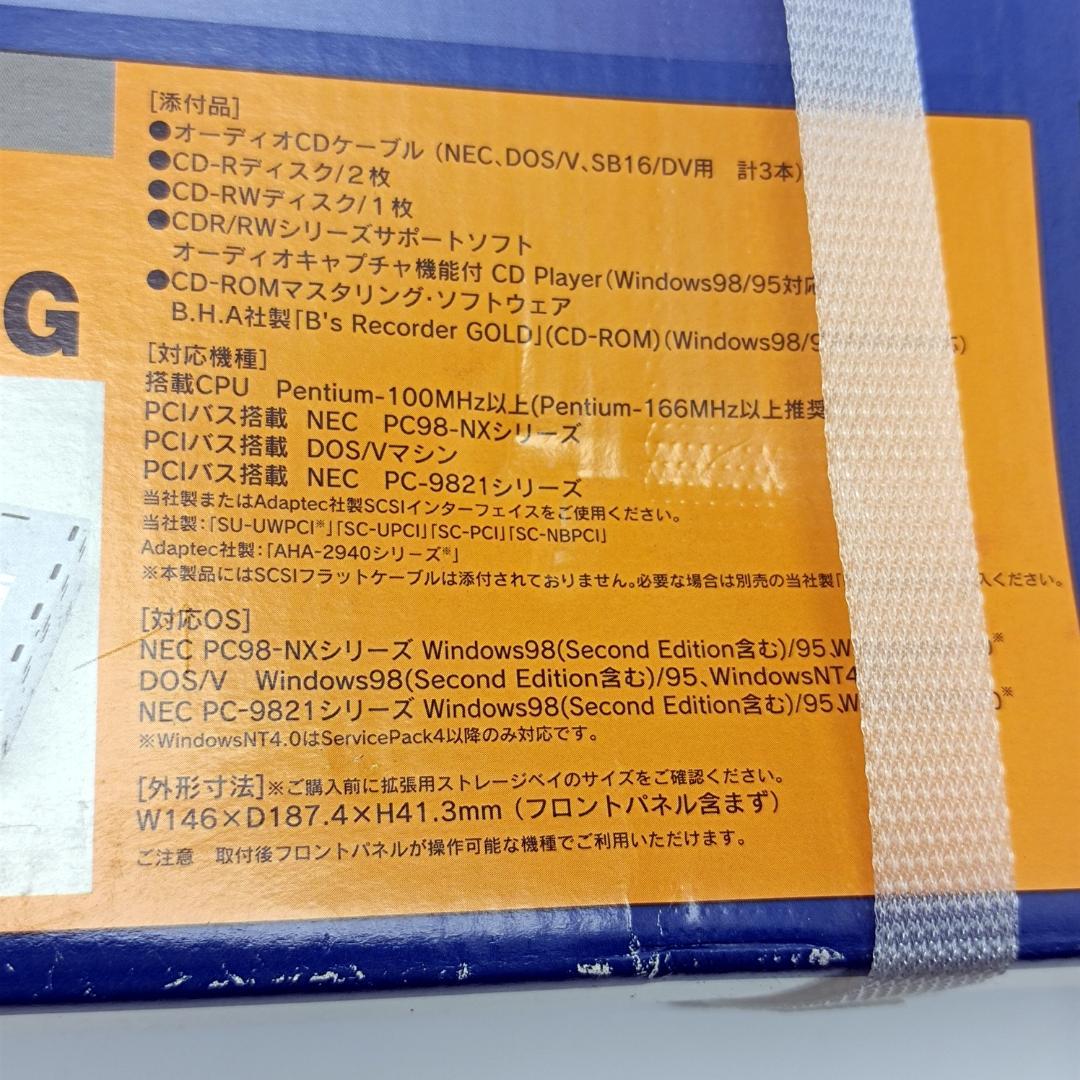 [添付品]
●オーディオCDケーブル（NEC、DOS/V、SB16/DV用　計3本）
●CD-Rディスク/2枚
●CD-RWディスク/1枚
●CDR/RWシリーズサポートソフト
オーディオキャプチャ機能付 CD Player(Windows98/95対応
●CD-ROMマスタリング・ソフトウェア
B.H.A社製「B's Recorder GOLD」(CD-ROM)(Windows98/9
G
[対応機種]
搭載CPU　Pentium-100MHz以上(Pentium-166MHz以上推奨
PCIバス搭載　NEC　PC98-NXシリーズ
PCIバス搭載　DOS/Vマシン
PCIバス搭載　NEC　PC-9821シリーズ
当社製またはAdaptec社製SCSIインターフェイスをご使用ください。
当社製：「SU-UWPCI※」「SC-UPCI」「SC-PCI」「SC-NBPCI」
Adaptec社製：「AHA-2940シリーズ※」
※本製品にはSCSIフラットケーブルは添付されておりません。必要な場合は別売の当社製「 入ください。
[対応OS]
NEC PC98-NXシリーズ Windows98(Second Edition含む)/95、W 0※
DOS/V　Windows98(Second Edition含む)/95、WindowsNT4
NEC PC-9821シリーズ Windows98(Second Edition含む)/95、W 0※
※WindowsNT4.0はServicePack4以降のみ対応です。
[外形寸法]※ご購入前に拡張用ストレージベイのサイズをご確認ください。
W146×D187.4×H41.3mm（フロントパネル含まず）
ご注意　取付後フロントパネルが操作可能な機種でご利用いただけます。